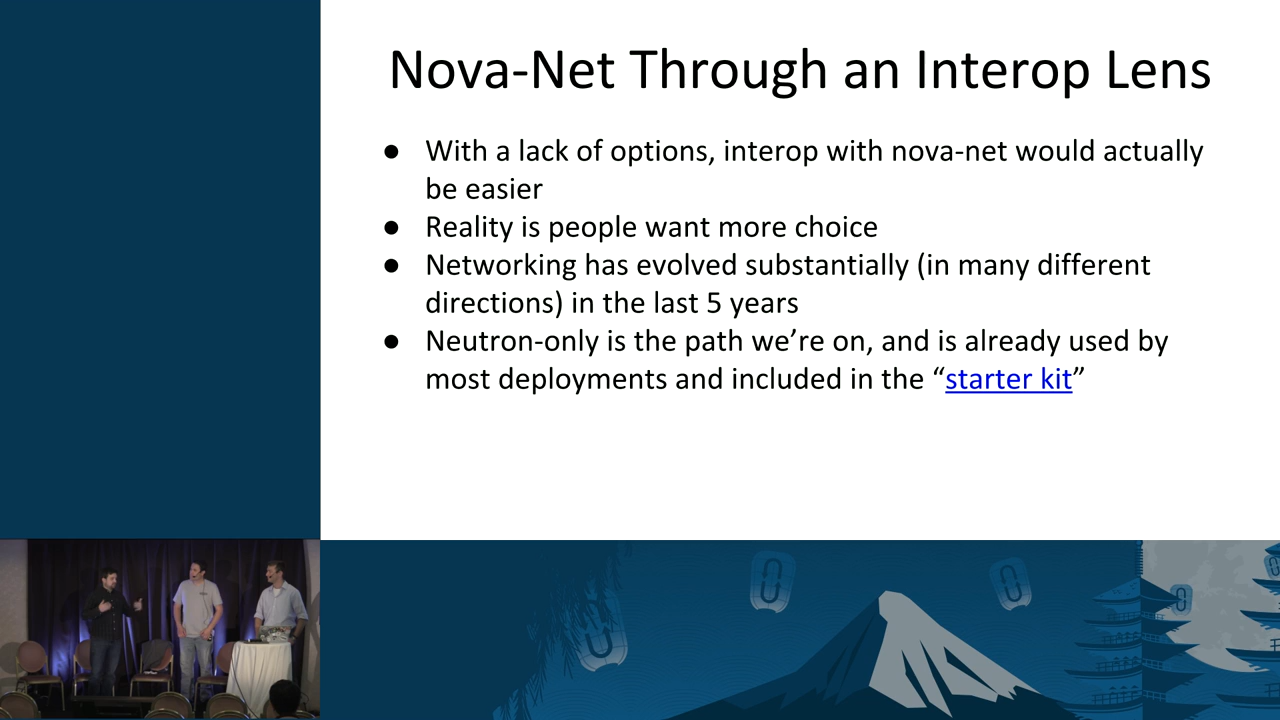 Nova-Net Through an Interop Lens
● With a lack of options, interop with nova-net would actually
be easier
● Reality is people want more choice
● Networking has evolved substantially (in many different
directions) in the last 5 years
● Neutron-only is the path we’re on, and is already used by
most deployments and included in the “starter kit”